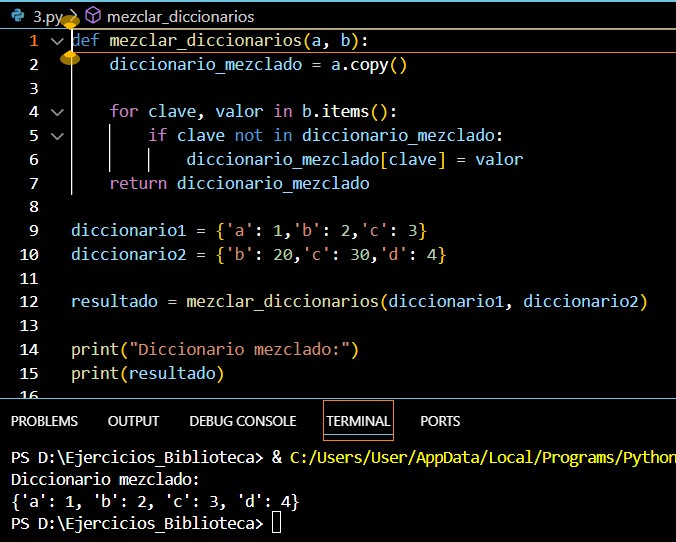 3.py > mezclar_diccionarios
1 def mezclar_diccionarios(a, b):
2     diccionario_mezclado = a.copy()
3
4     for clave, valor in b.items():
5         if clave not in diccionario_mezclado:
6             diccionario_mezclado[clave] = valor
7     return diccionario_mezclado
8
9 diccionario1 = {'a': 1,'b': 2,'c': 3}
10 diccionario2 = {'b': 20,'c': 30,'d': 4}
11
12 resultado = mezclar_diccionarios(diccionario1, diccionario2)
13
14 print("Diccionario mezclado:")
15 print(resultado)
16
PROBLEMS OUTPUT DEBUG CONSOLE TERMINAL PORTS
PS D:\Ejercicios_Biblioteca> & C:/Users/User/AppData/Local/Programs/Python
Diccionario mezclado:
{'a': 1, 'b': 2, 'c': 3, 'd': 4}
PS D:\Ejercicios_Biblioteca>